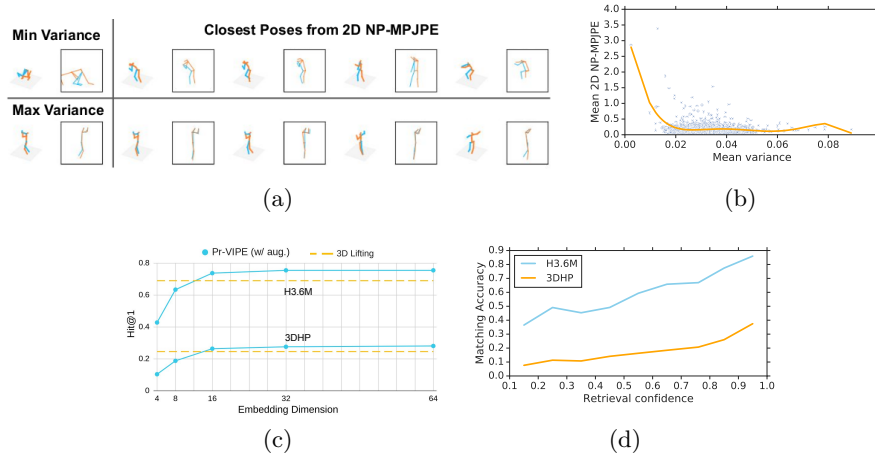 Min Variance
Closest Poses from 2D NP-MPJPE
Max Variance
(a)
Mean 2D NP-MPJPE
4.0
3.5
3.0
2.5
2.0
1.5
1.0
0.5
0.0
0.00 0.02 0.04 0.06 0.08
Mean variance
(b)
Pr-VIPE (w/ aug.) 3D Lifting
Hit@1
0.8
0.6
0.4
0.2
0
H3.6M
3DHP
4 8 16 32 64
Embedding Dimension
(c)
Matching Accuracy
0.9
0.8
0.7
0.6
0.5
0.4
0.3
0.2
0.1
0.0
H3.6M
3DHP
0.1 0.2 0.3 0.4 0.5 0.6 0.7 0.8 0.9 1.0
Retrieval confidence
(d)